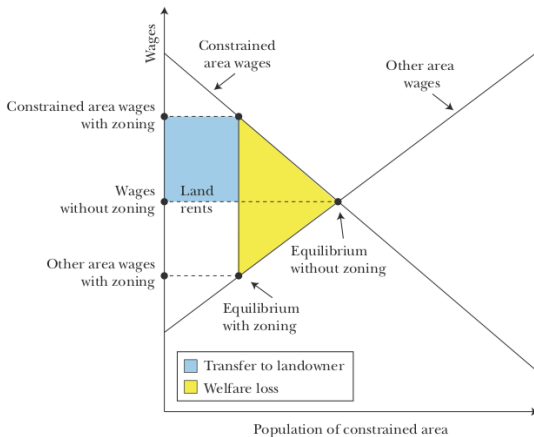 Wages
Constrained
area wages
Other area
wages
Constrained area wages
with zoning
Wages
without zoning
Land
rents
Other area wages
with zoning
Equilibrium
without zoning
Equilibrium
with zoning
Transfer to landowner
Welfare loss
Population of constrained area